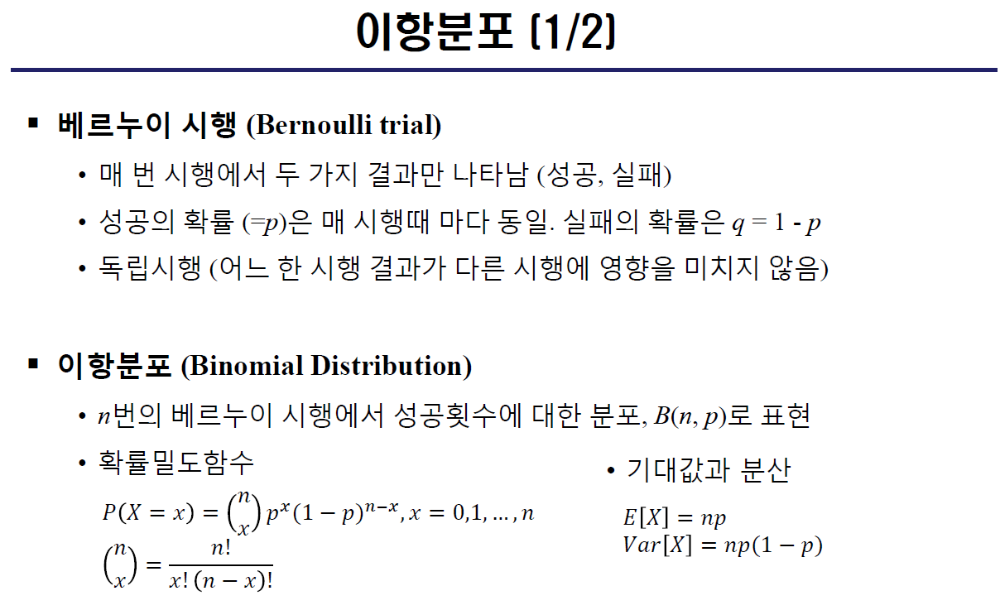 이항분포 (1/2)
▪ 베르누이 시행 (Bernoulli trial)
• 매 번 시행에서 두 가지 결과만 나타남 (성공, 실패)
• 성공의 확률 (=p)은 매 시행때 마다 동일. 실패의 확률은 q = 1 - p
• 독립시행 (어느 한 시행 결과가 다른 시행에 영향을 미치지 않음)
▪ 이항분포 (Binomial Distribution)
• n번의 베르누이 시행에서 성공횟수에 대한 분포, B(n, p)로 표현
• 확률밀도함수
P(X = x) = (n x) pˣ(1 − p)ⁿ⁻ˣ, x = 0,1, … , n
(n x) = n! / x! (n − x)!
• 기대값과 분산
E[X] = np
Var[X] = np(1 − p)